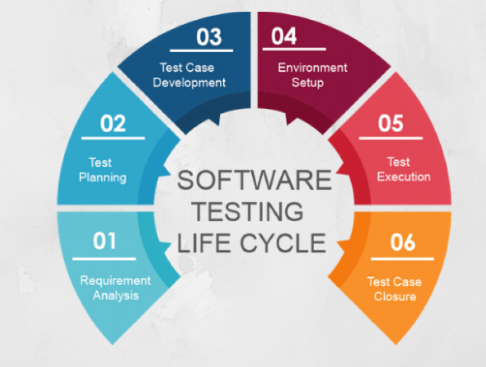 01
Requirement
Analysis
02
Test
Planning
03
Test Case
Development
04
Environment
Setup
05
Test
Execution
06
Test Case
Closure
SOFTWARE
TESTING
LIFE CYCLE